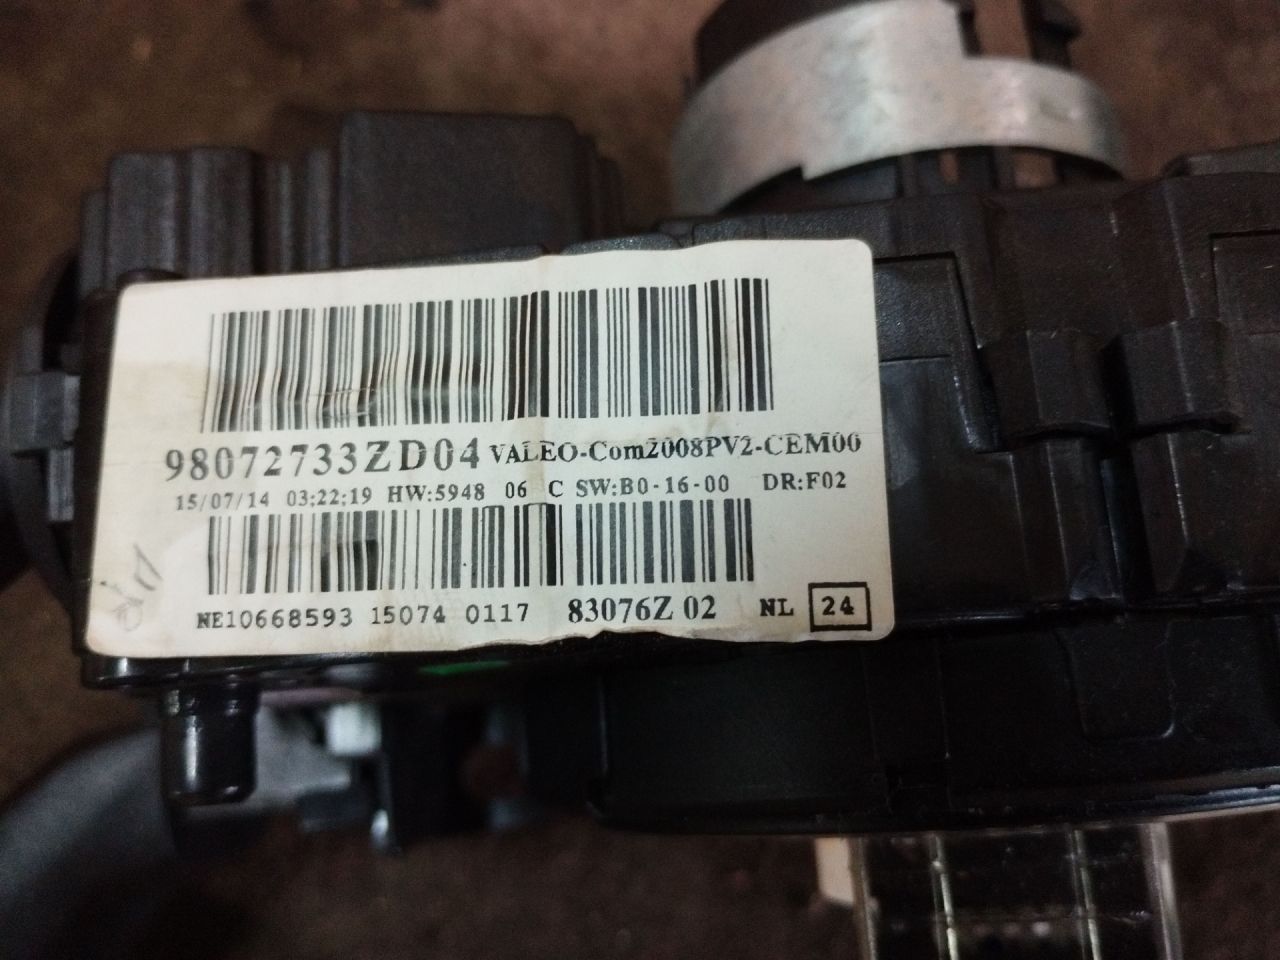 98072733ZD04 VALEO-Com2008PV2-CEM00
15/07/14 03;22;19 HW:5948 06 C SW:B0-16-00 DR:F02
NE10668593 15074 0117 83076Z 02 NL 24